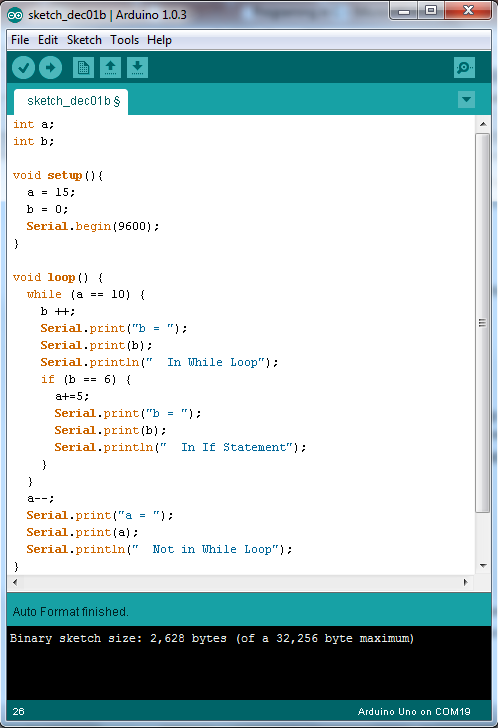 sketch_dec01b | Arduino 1.0.3
File Edit Sketch Tools Help
sketch_dec01b §
int a;
int b;
void setup(){
  a = 15;
  b = 0;
  Serial.begin(9600);
}
void loop() {
  while (a == 10) {
    b ++;
    Serial.print("b = ");
    Serial.print(b);
    Serial.println("  In While Loop");
    if (b == 6) {
      a+=5;
      Serial.print("b = ");
      Serial.print(b);
      Serial.println("  In If Statement");
    }
  }
  a--;
  Serial.print("a = ");
  Serial.print(a);
  Serial.println("  Not in While Loop");
}
Auto Format finished.
Binary sketch size: 2,628 bytes (of a 32,256 byte maximum)
26 Arduino Uno on COM19